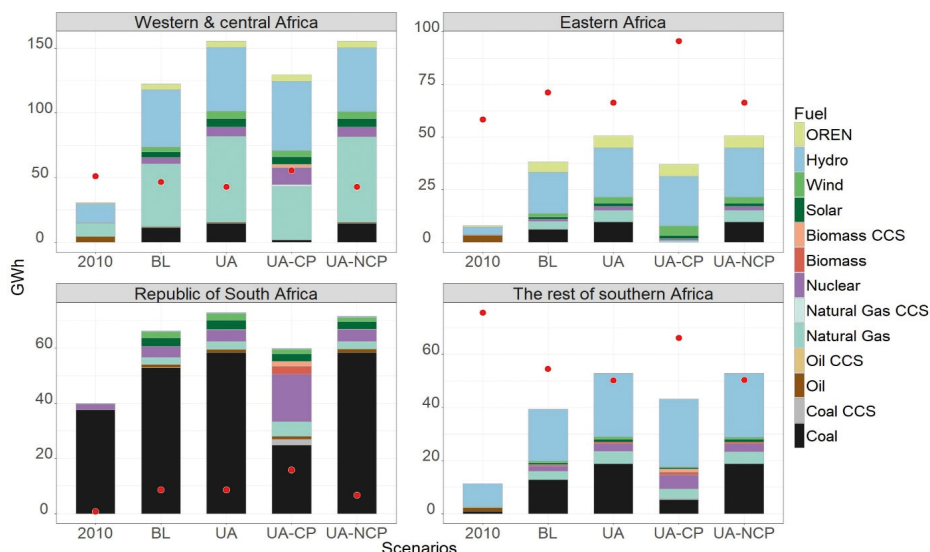 Western & central Africa
Eastern Africa
150
100
50
0
100
75
50
25
0
2010 BL UA UA-CP UA-NCP
2010 BL UA UA-CP UA-NCP
GWh
Republic of South Africa
The rest of southern Africa
60
40
20
0
60
40
20
0
2010 BL UA UA-CP UA-NCP
2010 BL UA UA-CP UA-NCP
Scenarios
Fuel
OREN
Hydro
Wind
Solar
Biomass CCS
Biomass
Nuclear
Natural Gas CCS
Natural Gas
Oil CCS
Oil
Coal CCS
Coal